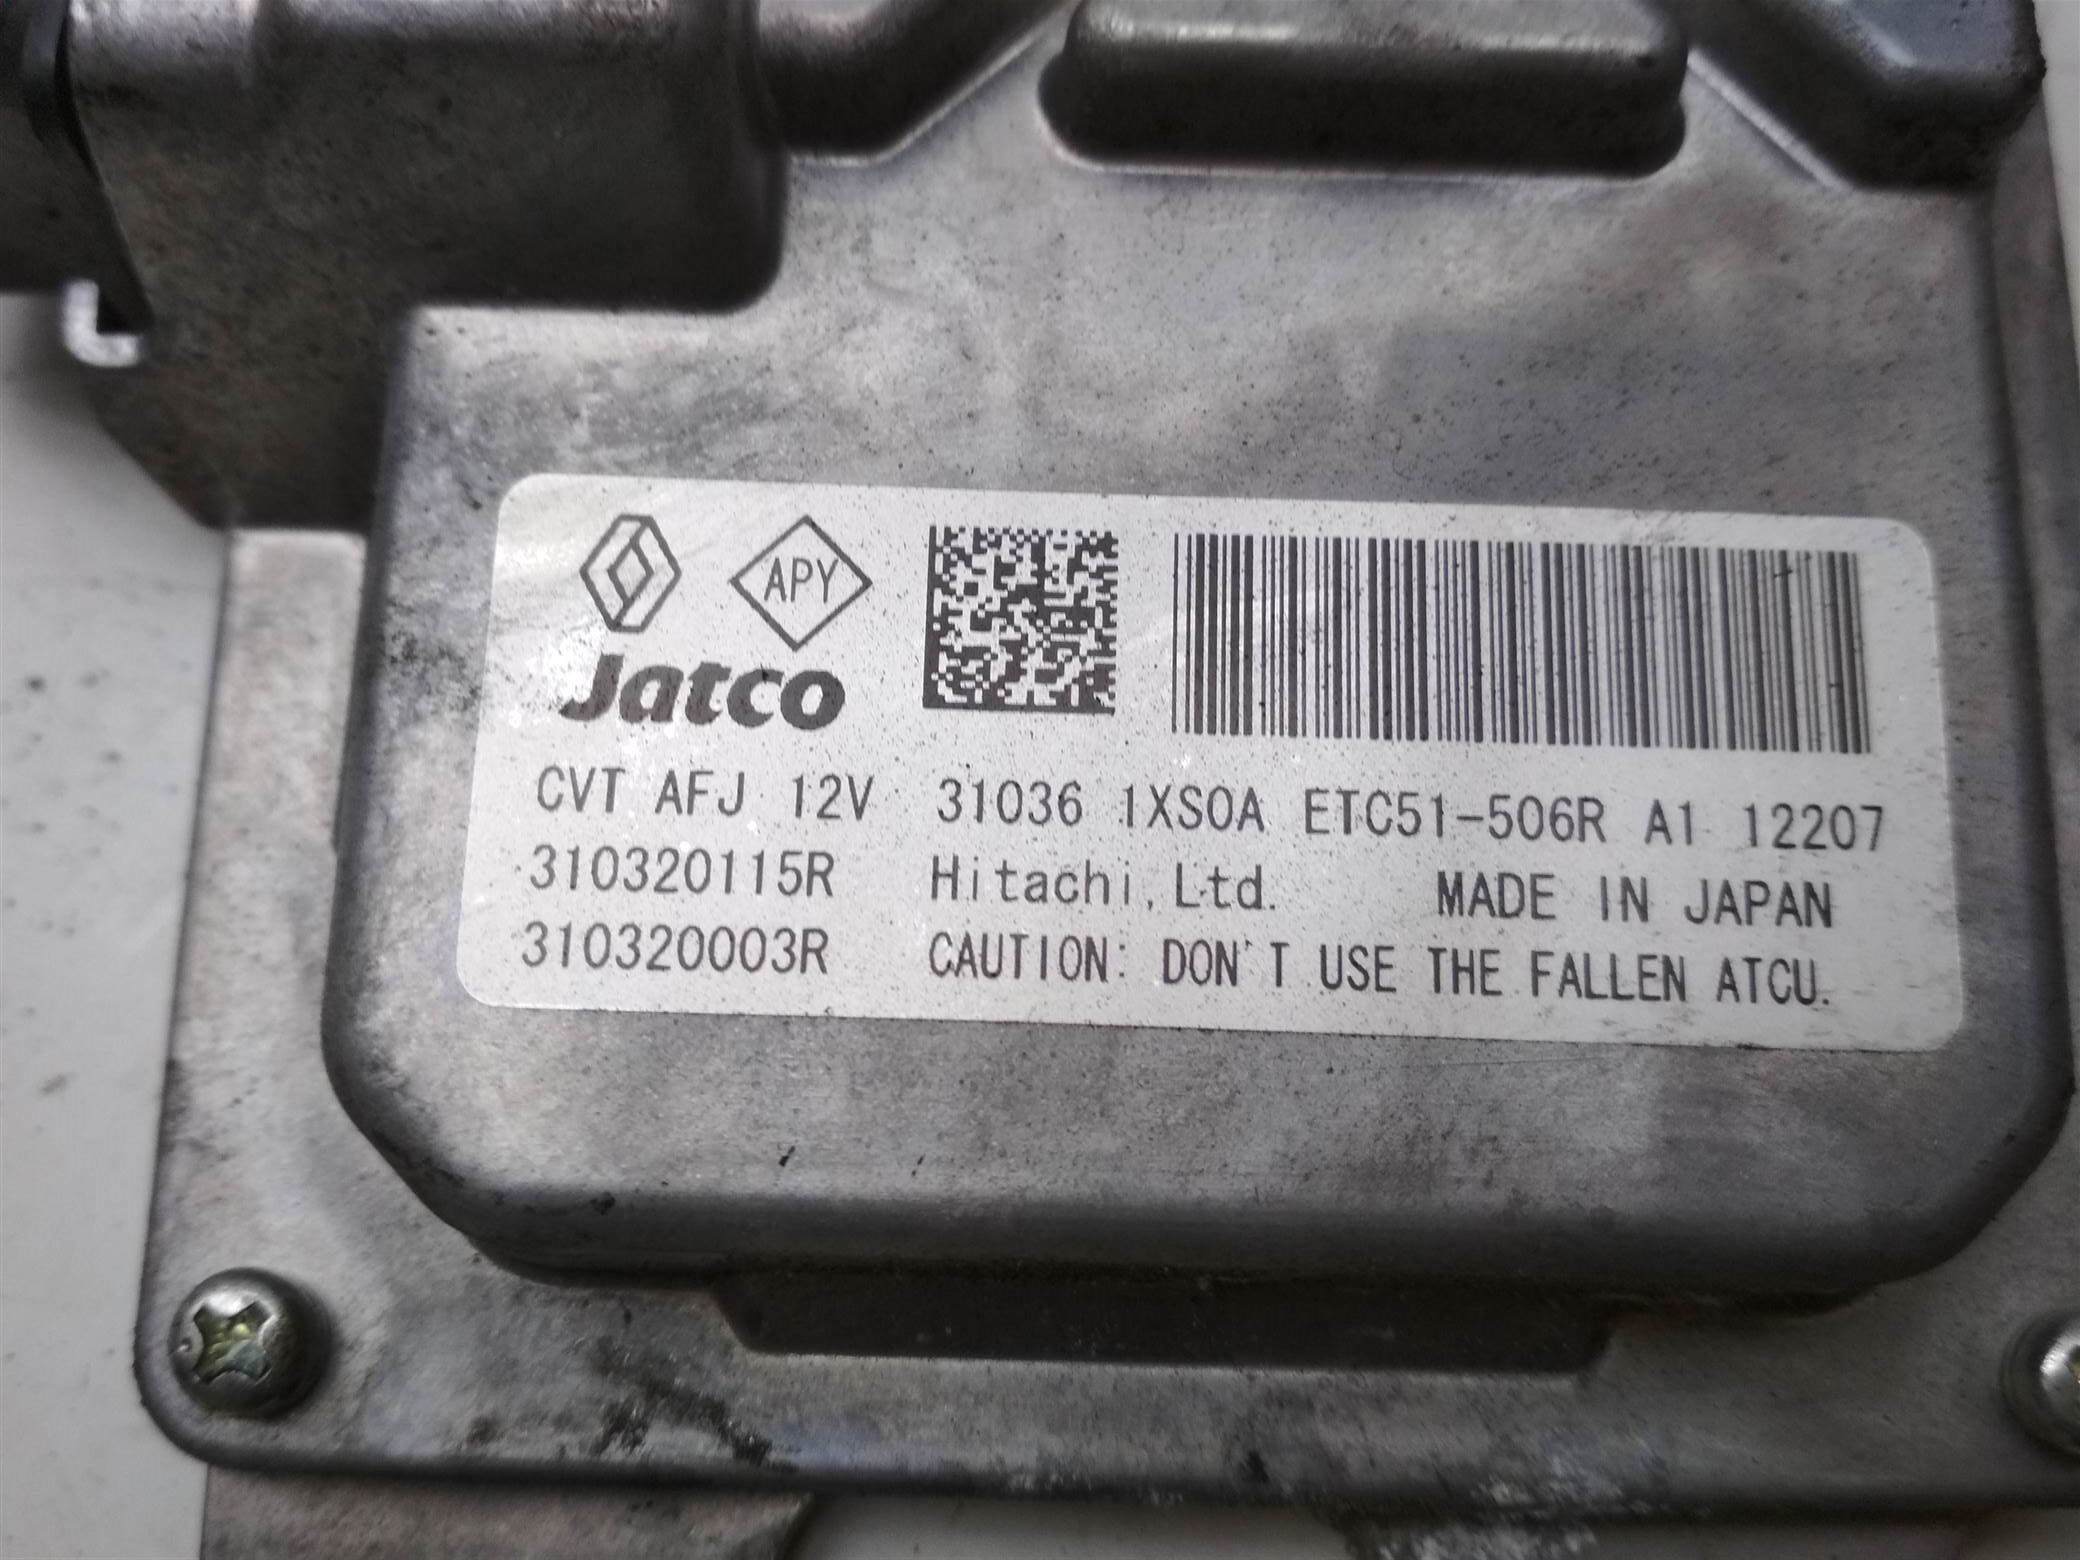 APY
Jatco
CVT AFJ 12V 31036 1XS0A ETC51-506R A1 12207
310320115R Hitachi, Ltd. MADE IN JAPAN
310320003R CAUTION: DON'T USE THE FALLEN ATCU.